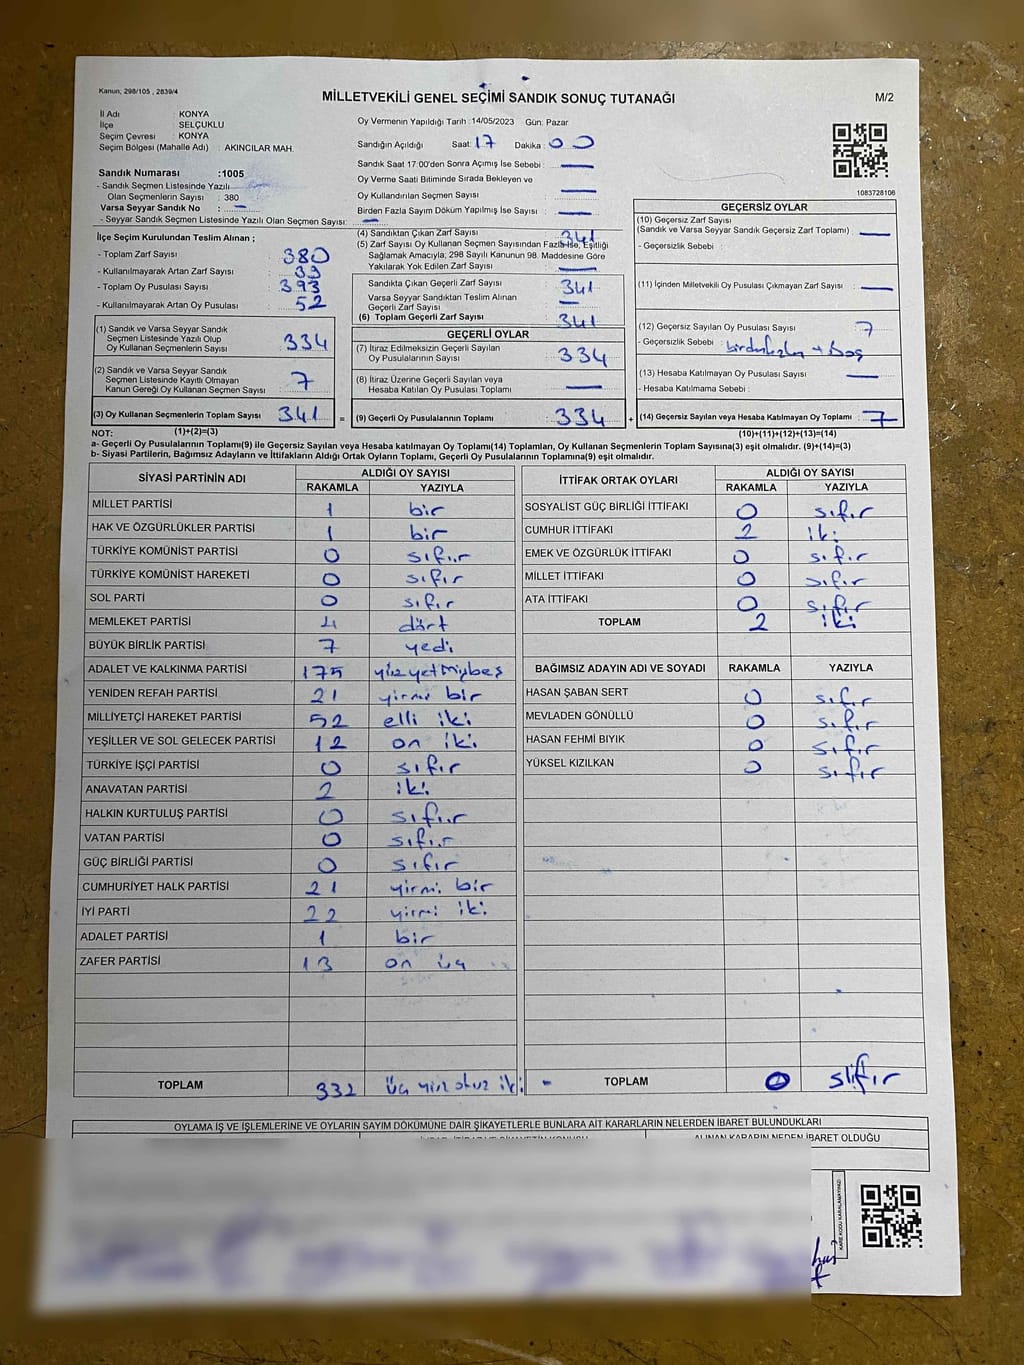 Kanun; 298/105 , 2839/4
MİLLETVEKİLİ GENEL SEÇİMİ SANDIK SONUÇ TUTANAĞI
M/2
İl Adı : KONYA
İlçe : SELÇUKLU
Seçim Çevresi : KONYA
Seçim Bölgesi (Mahalle Adı) : AKINCILAR MAH.
Sandık Numarası :1005
- Sandık Seçmen Listesinde Yazılı
Olan Seçmenlerin Sayısı : 380
Varsa Seyyar Sandık No : —
- Seyyar Sandık Seçmen Listesinde Yazılı Olan Seçmen Sayısı: —
Oy Vermenin Yapıldığı Tarih :14/05/2023 Gün: Pazar
Sandığın Açıldığı Saat: 17 Dakika: 00
Sandık Saat 17:00'den Sonra Açımış İse Sebebi : —
Oy Verme Saati Bitiminde Sırada Bekleyen ve
Oy Kullandırılan Seçmen Sayısı : —
Birden Fazla Sayım Döküm Yapılmış İse Sayısı : —
1083728106
İlçe Seçim Kurulundan Teslim Alınan ;
- Toplam Zarf Sayısı : 380
- Kullanılmayarak Artan Zarf Sayısı : 39
- Toplam Oy Pusulası Sayısı : 393
- Kullanılmayarak Artan Oy Pusulası : 52
(4) Sandıktan Çıkan Zarf Sayısı : 341
(5) Zarf Sayısı Oy Kullanan Seçmen Sayısından Fazla İse, Eşitliği
Sağlamak Amacıyla; 298 Sayılı Kanunun 98. Maddesine Göre
Yakılarak Yok Edilen Zarf Sayısı : —
Sandıkta Çıkan Geçerli Zarf Sayısı : 341
Varsa Seyyar Sandıktan Teslim Alınan
Geçerli Zarf Sayısı : —
(6) Toplam Geçerli Zarf Sayısı : 341
GEÇERSİZ OYLAR
(10) Geçersiz Zarf Sayısı
(Sandık ve Varsa Seyyar Sandık Geçersiz Zarf Toplamı) : —
- Geçersizlik Sebebi :
(11) İçinden Milletvekili Oy Pusulası Çıkmayan Zarf Sayısı : —
(12) Geçersiz Sayılan Oy Pusulası Sayısı : 7
- Geçersizlik Sebebi : birden fazla + boş
(13) Hesaba Katılmayan Oy Pusulası Sayısı : —
- Hesaba Katılmama Sebebi :
(1) Sandık ve Varsa Seyyar Sandık
Seçmen Listesinde Yazılı Olup
Oy Kullanan Seçmenlerin Sayısı : 334
(2) Sandık ve Varsa Seyyar Sandık
Seçmen Listesinde Kayıtlı Olmayan
Kanun Gereği Oy Kullanan Seçmen Sayısı : 7
GEÇERLİ OYLAR
(7) İtiraz Edilmeksizin Geçerli Sayılan
Oy Pusulalarının Sayısı : 334
(8) İtiraz Üzerine Geçerli Sayılan veya
Hesaba Katılan Oy Pusulası Toplamı : —
(3) Oy Kullanan Seçmenlerin Toplam Sayısı : 341 = (9) Geçerli Oy Pusulalarının Toplamı : 334 + (14) Geçersiz Sayılan veya Hesaba Katılmayan Oy Toplamı : 7
NOT: (1)+(2)=(3) (10)+(11)+(12)+(13)=(14)
a- Geçerli Oy Pusulalarının Toplamı(9) ile Geçersiz Sayılan veya Hesaba katılmayan Oy Toplamı(14) Toplamları, Oy Kullanan Seçmenlerin Toplam Sayısına(3) eşit olmalıdır. (9)+(14)=(3)
b- Siyasi Partilerin, Bağımsız Adayların ve İttifakların Aldığı Ortak Oyların Toplamı, Geçerli Oy Pusulalarının Toplamına(9) eşit olmalıdır.
SİYASİ PARTİNİN ADI ALDIĞI OY SAYISI
RAKAMLA YAZIYLA
MİLLET PARTİSİ 1 bir
HAK VE ÖZGÜRLÜKLER PARTİSİ 1 bir
TÜRKİYE KOMÜNİST PARTİSİ 0 sıfır
TÜRKİYE KOMÜNİST HAREKETİ 0 sıfır
SOL PARTİ 0 sıfır
MEMLEKET PARTİSİ 4 dört
BÜYÜK BİRLİK PARTİSİ 7 yedi
ADALET VE KALKINMA PARTİSİ 175 yüzyetmişbeş
YENİDEN REFAH PARTİSİ 21 yirmi bir
MİLLİYETÇİ HAREKET PARTİSİ 52 elli iki
YEŞİLLER VE SOL GELECEK PARTİSİ 12 on iki
TÜRKİYE İŞÇİ PARTİSİ 0 sıfır
ANAVATAN PARTİSİ 2 iki
HALKIN KURTULUŞ PARTİSİ 0 sıfır
VATAN PARTİSİ 0 sıfır
GÜÇ BİRLİĞİ PARTİSİ 0 sıfır
CUMHURİYET HALK PARTİSİ 21 yirmi bir
İYİ PARTİ 22 yirmi iki
ADALET PARTİSİ 1 bir
ZAFER PARTİSİ 13 on üç
TOPLAM 332 üç yüz otuz iki
İTTİFAK ORTAK OYLARI ALDIĞI OY SAYISI
RAKAMLA YAZIYLA
SOSYALİST GÜÇ BİRLİĞİ İTTİFAKI 0 sıfır
CUMHUR İTTİFAKI 2 iki
EMEK VE ÖZGÜRLÜK İTTİFAKI 0 sıfır
MİLLET İTTİFAKI 0 sıfır
ATA İTTİFAKI 0 sıfır
TOPLAM 2 iki
BAĞIMSIZ ADAYIN ADI VE SOYADI RAKAMLA YAZIYLA
HASAN ŞABAN SERT 0 sıfır
MEVLADEN GÖNÜLLÜ 0 sıfır
HASAN FEHMİ BIYIK 0 sıfır
YÜKSEL KIZILKAN 0 sıfır
TOPLAM 0 sıfır
OYLAMA İŞ VE İŞLEMLERİNE VE OYLARIN SAYIM DÖKÜMÜNE DAİR ŞİKAYETLERLE BUNLARA AİT KARARLARIN NELERDEN İBARET BULUNDUKLARI
ALINAN KARARIN NEDEN İBARET OLDUĞU
KARE KODU KARALAMAYINIZ!